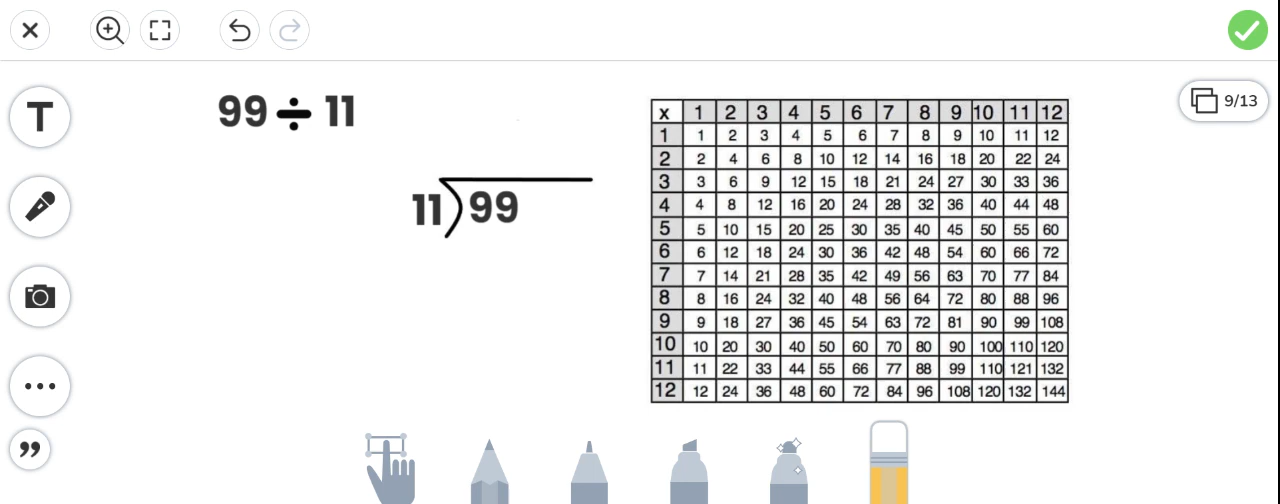 T
9/13
99 ÷ 11
11)99
x 1 2 3 4 5 6 7 8 9 10 11 12
1 1 2 3 4 5 6 7 8 9 10 11 12
2 2 4 6 8 10 12 14 16 18 20 22 24
3 3 6 9 12 15 18 21 24 27 30 33 36
4 4 8 12 16 20 24 28 32 36 40 44 48
5 5 10 15 20 25 30 35 40 45 50 55 60
6 6 12 18 24 30 36 42 48 54 60 66 72
7 7 14 21 28 35 42 49 56 63 70 77 84
8 8 16 24 32 40 48 56 64 72 80 88 96
9 9 18 27 36 45 54 63 72 81 90 99 108
10 10 20 30 40 50 60 70 80 90 100 110 120
11 11 22 33 44 55 66 77 88 99 110 121 132
12 12 24 36 48 60 72 84 96 108 120 132 144